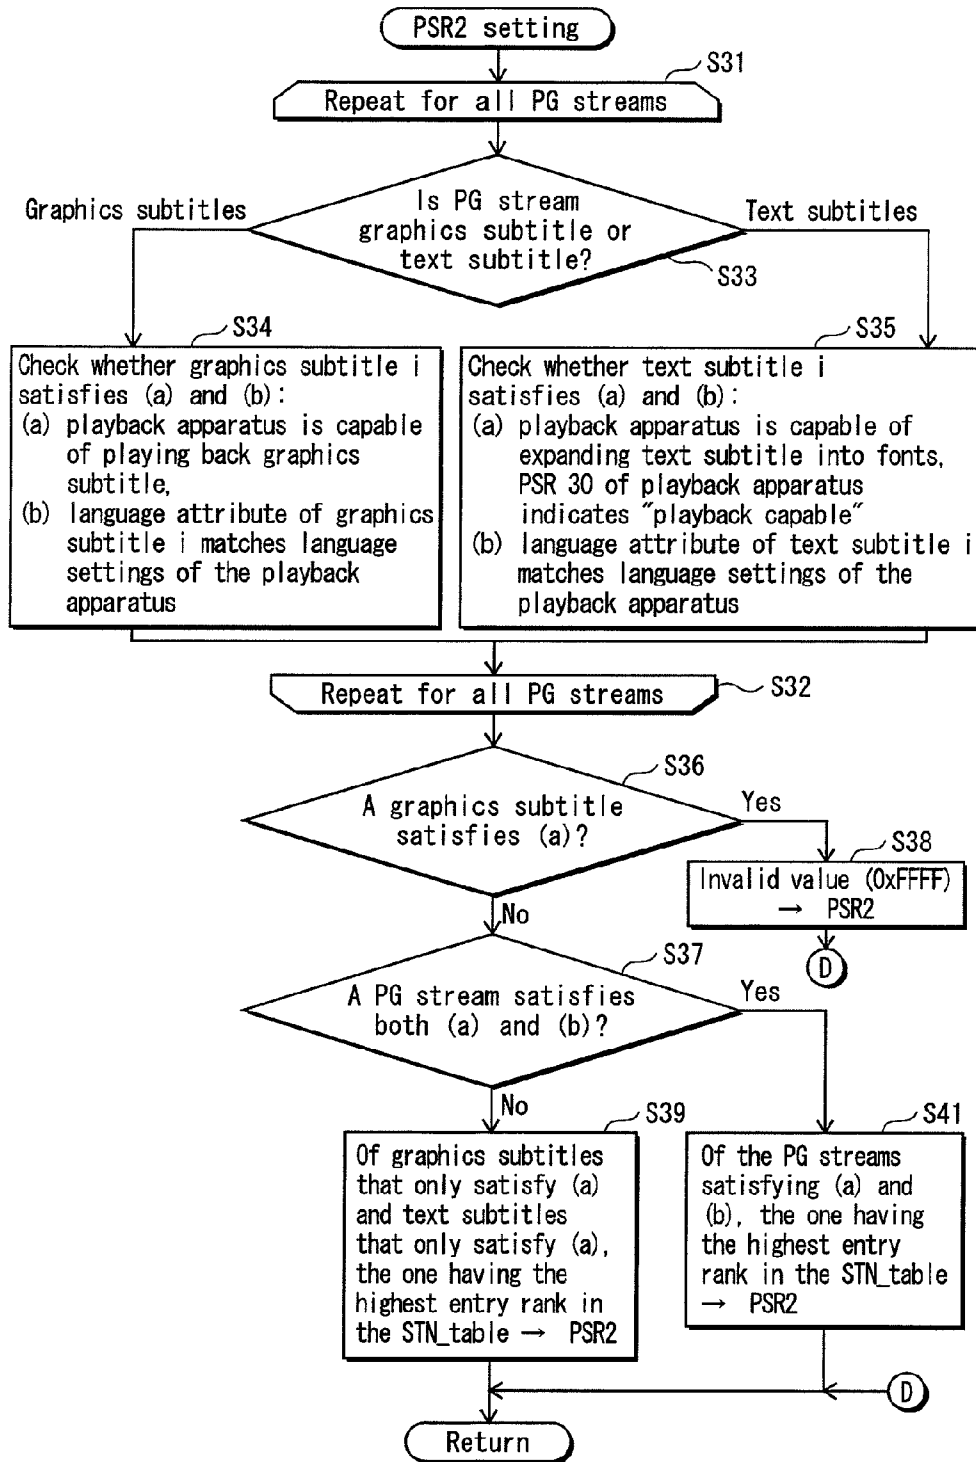 PSR2 setting
S31
Repeat for all PG streams
Is PG stream
graphics subtitle or
text subtitle?
Graphics subtitles
Text subtitles
S33
S34
Check whether graphics subtitle i
satisfies (a) and (b):
(a) playback apparatus is capable
of playing back graphics
subtitle,
(b) language attribute of graphics
subtitle i matches language
settings of the playback
apparatus
S35
Check whether text subtitle i
satisfies (a) and (b):
(a) playback apparatus is capable of
expanding text subtitle into fonts,
PSR 30 of playback apparatus
indicates "playback capable"
(b) language attribute of text subtitle i
matches language settings of the
playback apparatus
Repeat for all PG streams
S32
S36
A graphics subtitle
satisfies (a)?
Yes
S38
Invalid value (0xFFFF)
→ PSR2
D
No
S37
A PG stream satisfies
both (a) and (b)?
Yes
No
S39
Of graphics subtitles
that only satisfy (a)
and text subtitles
that only satisfy (a),
the one having the
highest entry rank in
the STN_table → PSR2
S41
Of the PG streams
satisfying (a) and
(b), the one having
the highest entry
rank in the STN_table
→ PSR2
D
Return